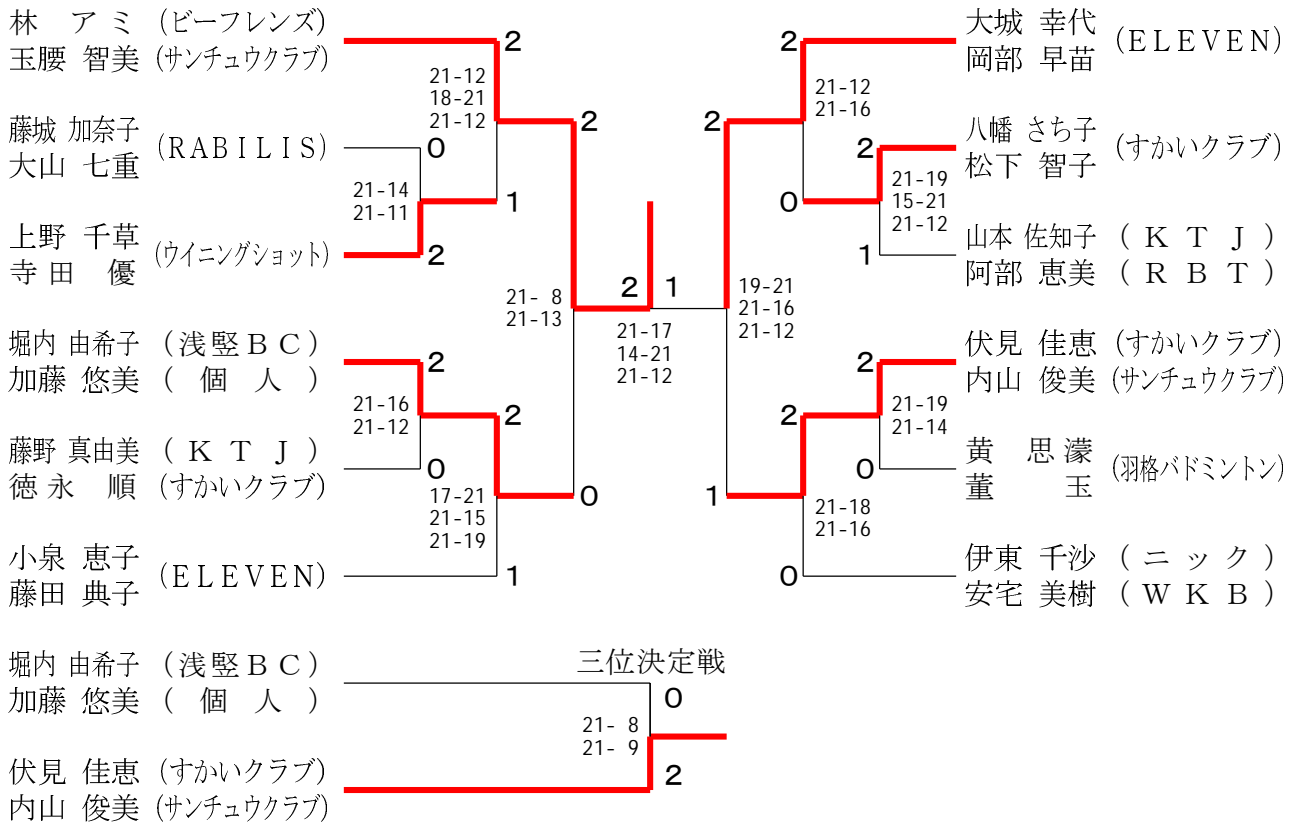 林 アミ (ビーフレンズ)
玉腰 智美 (サンチュウクラブ)
2
21-12
18-21
21-12
藤城 加奈子
大山 七重
(RABILIS)
0
21-14
21-11
1
上野 千草
寺田 優
(ウイニングショット)
2
2
21- 8
21-13
堀内 由希子 (浅堅BC)
加藤 悠美 (個人)
2
21-16
21-12
2
藤野 真由美 (KTJ)
徳永 順 (すかいクラブ)
0
17-21
21-15
21-19
0
小泉 恵子
藤田 典子
(ELEVEN)
1
2 1
21-17
14-21
21-12
大城 幸代
岡部 早苗
(ELEVEN)
2
21-12
21-16
2
八幡 さち子
松下 智子
(すかいクラブ)
2
21-19
15-21
21-12
0
山本 佐知子 (KTJ)
阿部 恵美 (RBT)
1
19-21
21-16
21-12
伏見 佳恵 (すかいクラブ)
内山 俊美 (サンチュウクラブ)
2
21-19
21-14
2
黄 思濛
董 玉
(羽格バドミントン)
0
1
21-18
21-16
伊東 千沙 (ニック)
安宅 美樹 (WKB)
0
三位決定戦
堀内 由希子 (浅堅BC)
加藤 悠美 (個人)
0
21- 8
21- 9
伏見 佳恵 (すかいクラブ)
内山 俊美 (サンチュウクラブ)
2